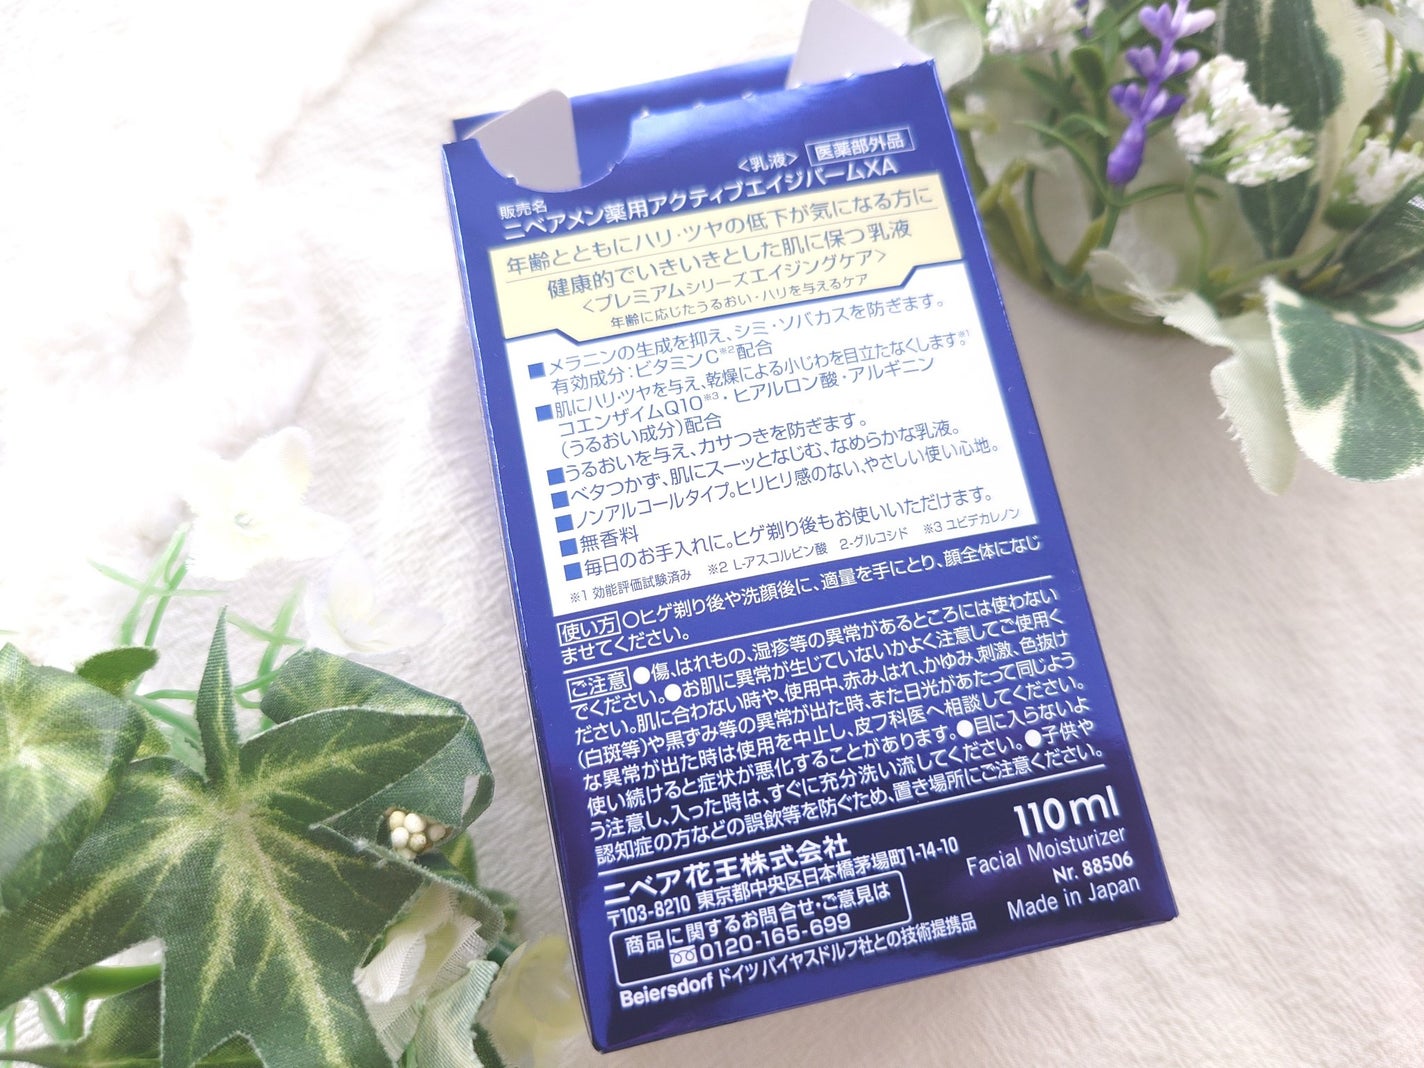 <乳液> 医薬部外品
販売名
ニベアメン薬用アクティブエイジバームXA
年齢とともにハリ・ツヤの低下が気になる方に
健康的でいきいきとした肌に保つ乳液
<プレミアムシリーズエイジングケア>
年齢に応じたうるおい・ハリを与えるケア
■メラニンの生成を抑え、シミ・ソバカスを防ぎます。
有効成分:ビタミンC※2配合
■肌にハリ・ツヤを与え、乾燥による小じわを目立たなくします※1。
コエンザイムQ10※3・ヒアルロン酸・アルギニン
(うるおい成分)配合
■うるおいを与え、カサつきを防ぎます。
■ベタつかず、肌にスーッとなじむ、なめらかな乳液。
■ノンアルコールタイプ。ヒリヒリ感のない、やさしい使い心地。
■無香料
■毎日のお手入れに。ヒゲ剃り後もお使いいただけます。
※1 効能評価試験済み ※2 L-アスコルビン酸 2-グルコシド ※3 ユビデカレノン
使い方 ○ヒゲ剃り後や洗顔後に、適量を手にとり、顔全体になじ
ませてください。
ご注意 ●傷、はれもの、湿疹等の異常があるところには使わない
でください。●お肌に異常が生じていないかよく注意してご使用く
ださい。肌に合わない時や、使用中、赤み、はれ、かゆみ、刺激、色抜け
(白斑等)や黒ずみ等の異常が出た時、また日光があたって同じよう
な異常が出た時は使用を中止し、皮フ科医へ相談してください。
使い続けると症状が悪化することがあります。●目に入らないよ
う注意し、入った時は、すぐに充分洗い流してください。●子供や
認知症の方などの誤飲等を防ぐため、置き場所にご注意ください。
ニベア花王株式会社
〒103-8210 東京都中央区日本橋茅場町1-14-10
商品に関するお問合せ・ご意見は
0120-165-699
Beiersdorf ドイツバイヤスドルフ社との技術提携品
110ml
Facial Moisturizer
Nr. 88506
Made in Japan